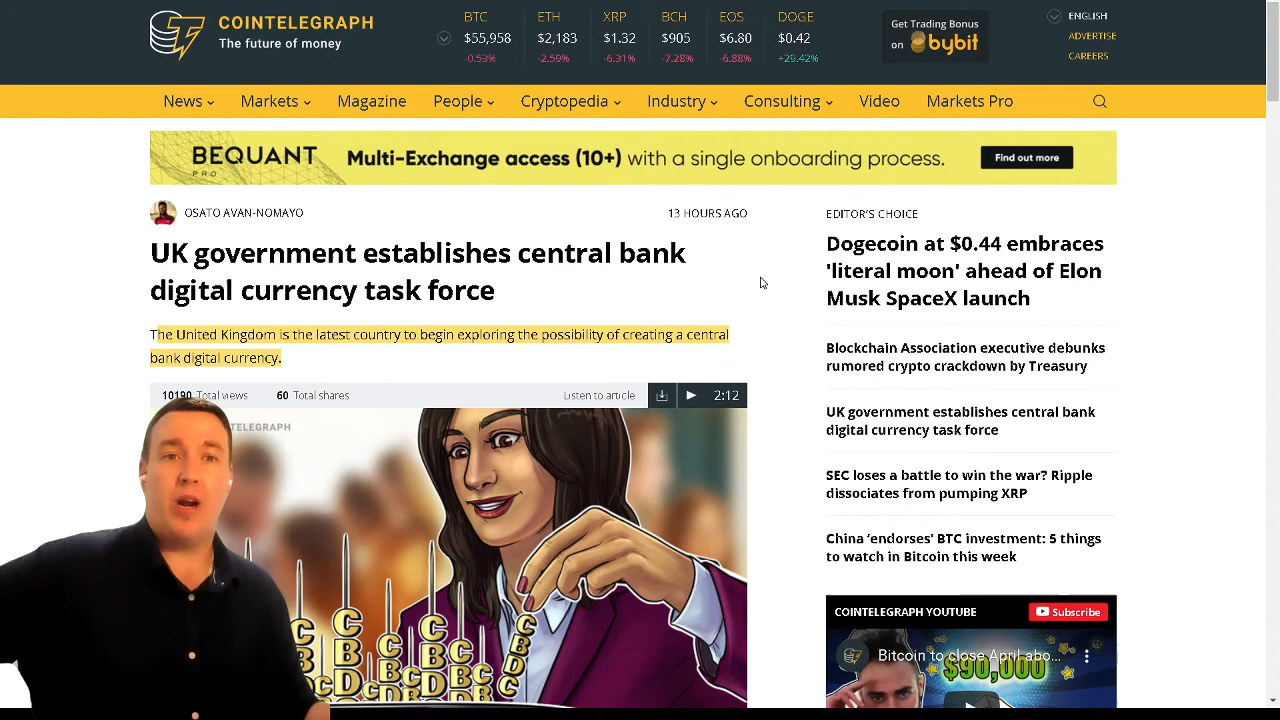 COINTELEGRAPH
The future of money
BTC ETH XRP BCH EOS DOGE
$55,958 $2,183 $1.32 $905 $6.80 $0.42
-0.53% -2.59% -6.31% -7.28% -6.88% +29.42%
Get Trading Bonus
on bybit
ENGLISH
ADVERTISE
CAREERS
News Markets Magazine People Cryptopedia Industry Consulting Video Markets Pro
BEQUANT
PRO
Multi-Exchange access (10+) with a single onboarding process.
Find out more
OSATO AVAN-NOMAYO
13 HOURS AGO
UK government establishes central bank
digital currency task force
The United Kingdom is the latest country to begin exploring the possibility of creating a central
bank digital currency.
10190 Total views 60 Total shares Listen to article 2:12
TELEGRAPH
C C C C
B B B B
D D D
C
EDITOR'S CHOICE
Dogecoin at $0.44 embraces
'literal moon' ahead of Elon
Musk SpaceX launch
Blockchain Association executive debunks
rumored crypto crackdown by Treasury
UK government establishes central bank
digital currency task force
SEC loses a battle to win the war? Ripple
dissociates from pumping XRP
China 'endorses' BTC investment: 5 things
to watch in Bitcoin this week
COINTELEGRAPH YOUTUBE
Subscribe
Bitcoin to close April abo...
$90,000